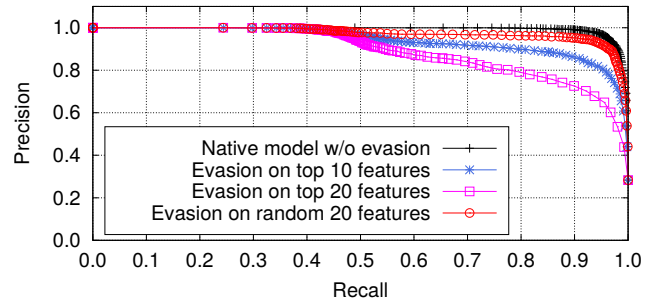 1.0
0.8
0.6
0.4
0.2
0.0
Precision
Native model w/o evasion
Evasion on top 10 features
Evasion on top 20 features
Evasion on random 20 features
0.0 0.1 0.2 0.3 0.4 0.5 0.6 0.7 0.8 0.9 1.0
Recall